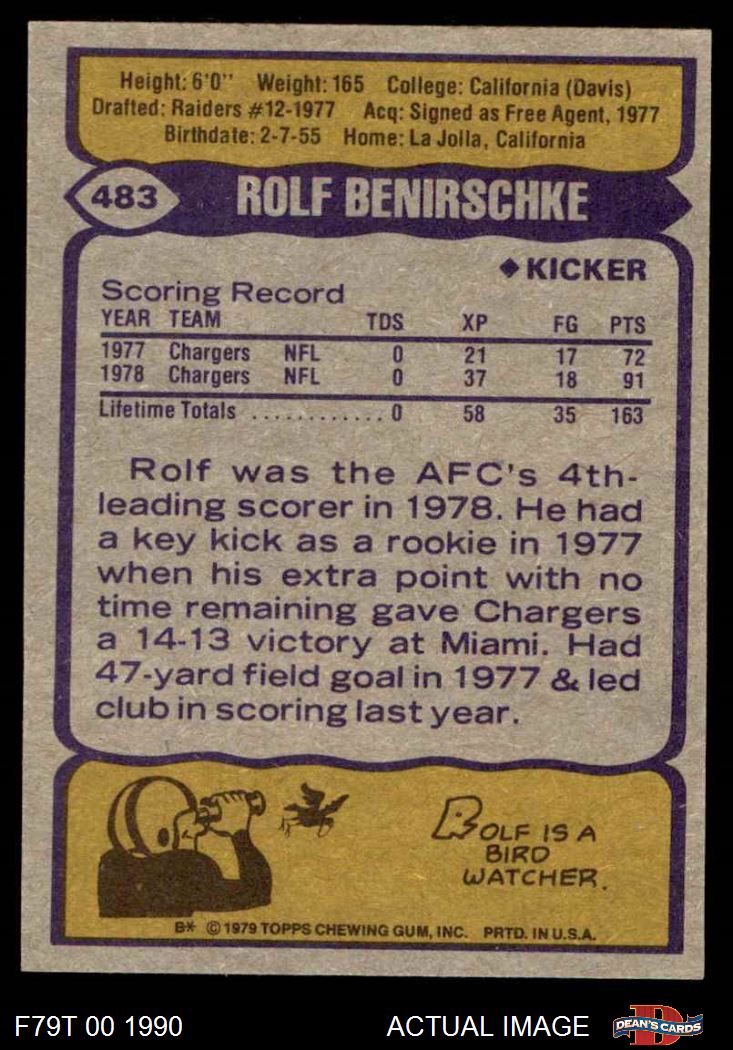 Height: 6'0" Weight: 165 College: California (Davis)
Drafted: Raiders #12-1977 Acq: Signed as Free Agent, 1977
Birthdate: 2-7-55 Home: La Jolla, California
483 ROLF BENIRSCHKE
◆ KICKER
Scoring Record
YEAR TEAM TDS XP FG PTS
1977 Chargers NFL 0 21 17 72
1978 Chargers NFL 0 37 18 91
Lifetime Totals ............ 0 58 35 163
Rolf was the AFC's 4th-
leading scorer in 1978. He had
a key kick as a rookie in 1977
when his extra point with no
time remaining gave Chargers
a 14-13 victory at Miami. Had
47-yard field goal in 1977 & led
club in scoring last year.
ROLF IS A
BIRD
WATCHER.
B* © 1979 TOPPS CHEWING GUM, INC. PRTD. IN U.S.A.
F79T 00 1990 ACTUAL IMAGE DEAN'S CARDS